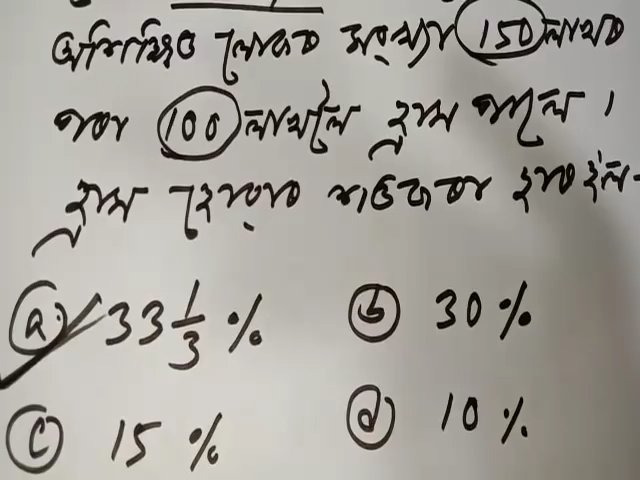 অশিক্ষিত লোকৰ সংখ্যা 150 লাখৰ
পৰা 100 লাখলৈ হ্ৰাস পালে ।
হ্ৰাস হোৱাৰ শতকৰা হাৰ হ'ল-
(a) 33 1/3 % (b) 30 %
(c) 15 % (d) 10 %